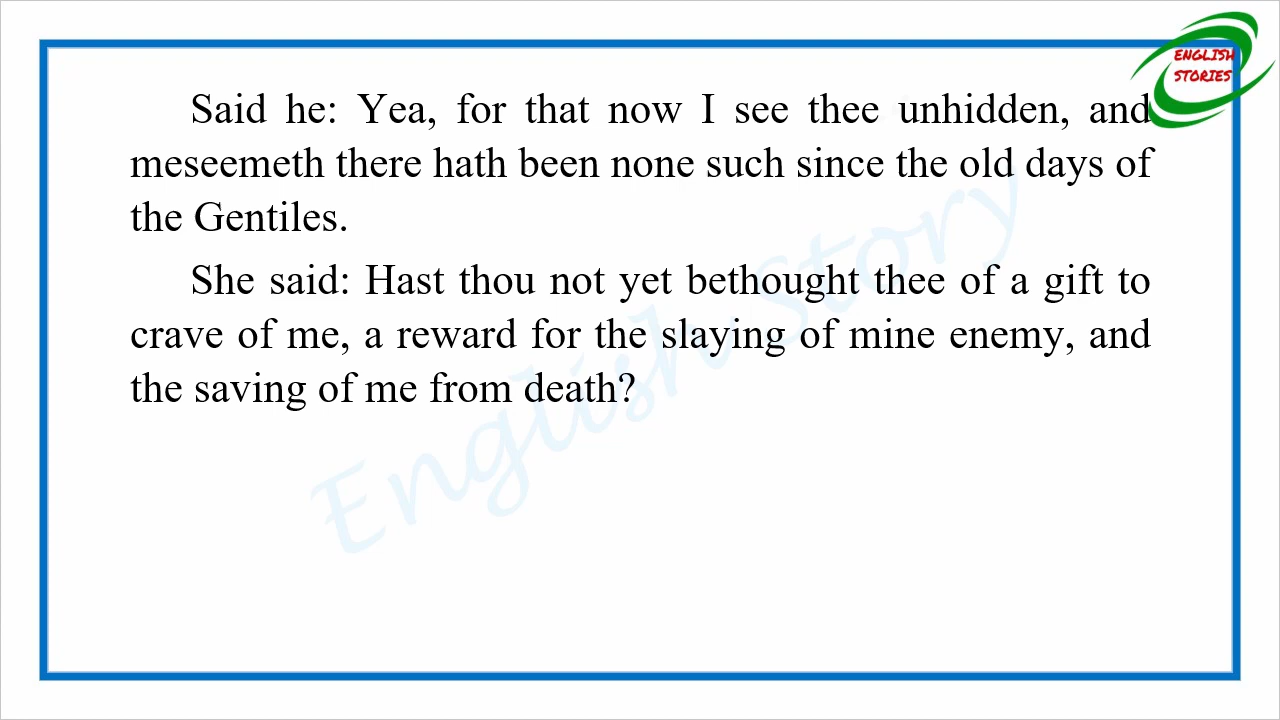 ENGLISH
STORIES
Said he: Yea, for that now I see thee unhidden, and
meseemeth there hath been none such since the old days of
the Gentiles.
She said: Hast thou not yet bethought thee of a gift to
crave of me, a reward for the slaying of mine enemy, and
the saving of me from death?
English Story